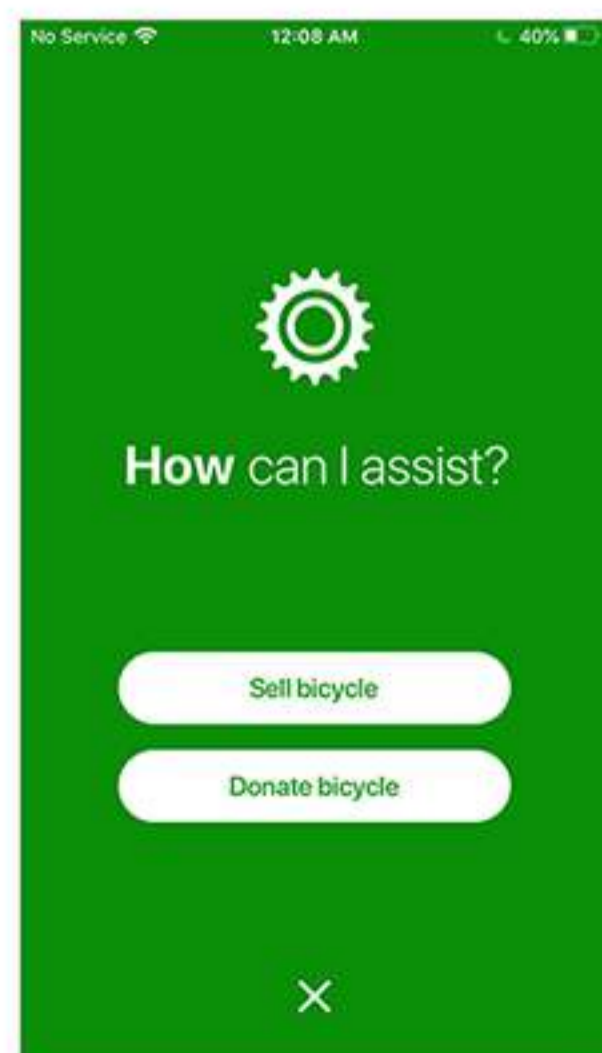 No Service 12:08 AM 40%
How can I assist?
Sell bicycle
Donate bicycle